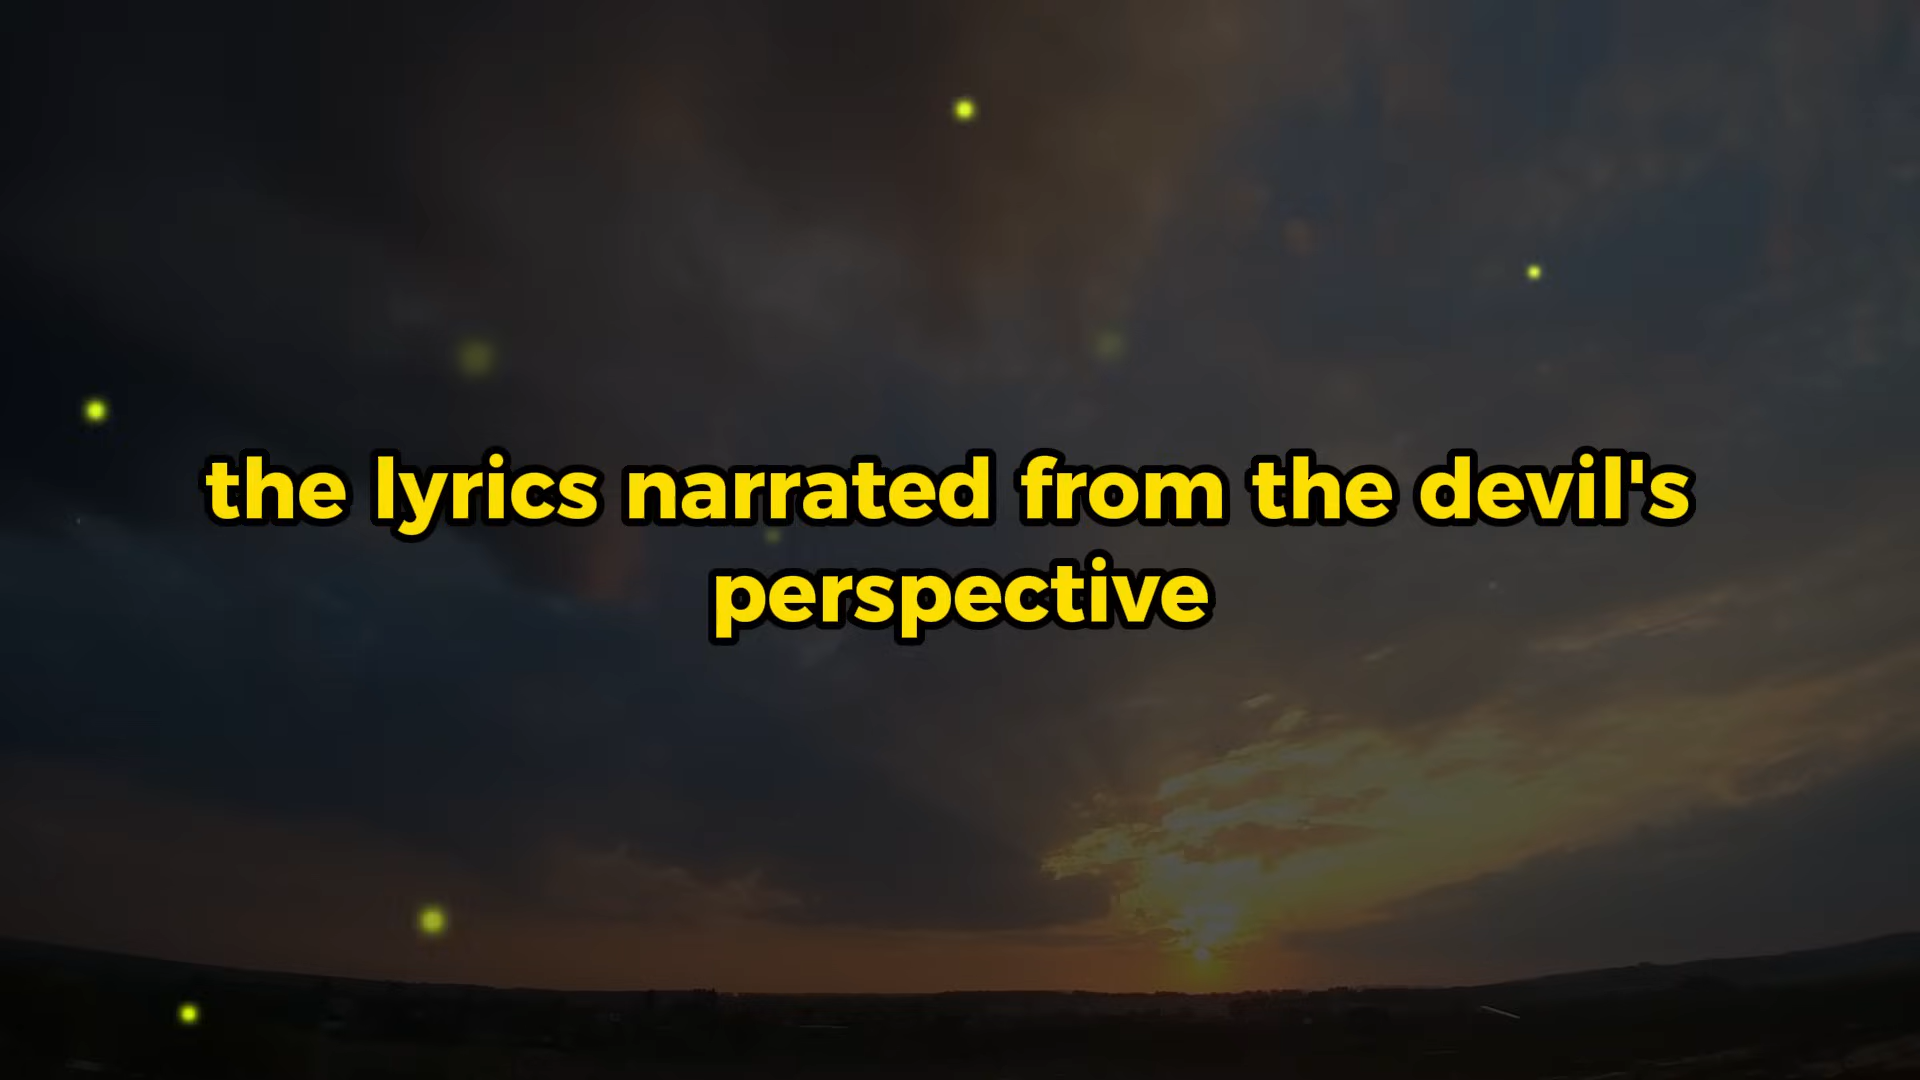 the lyrics narrated from the devil's
perspective